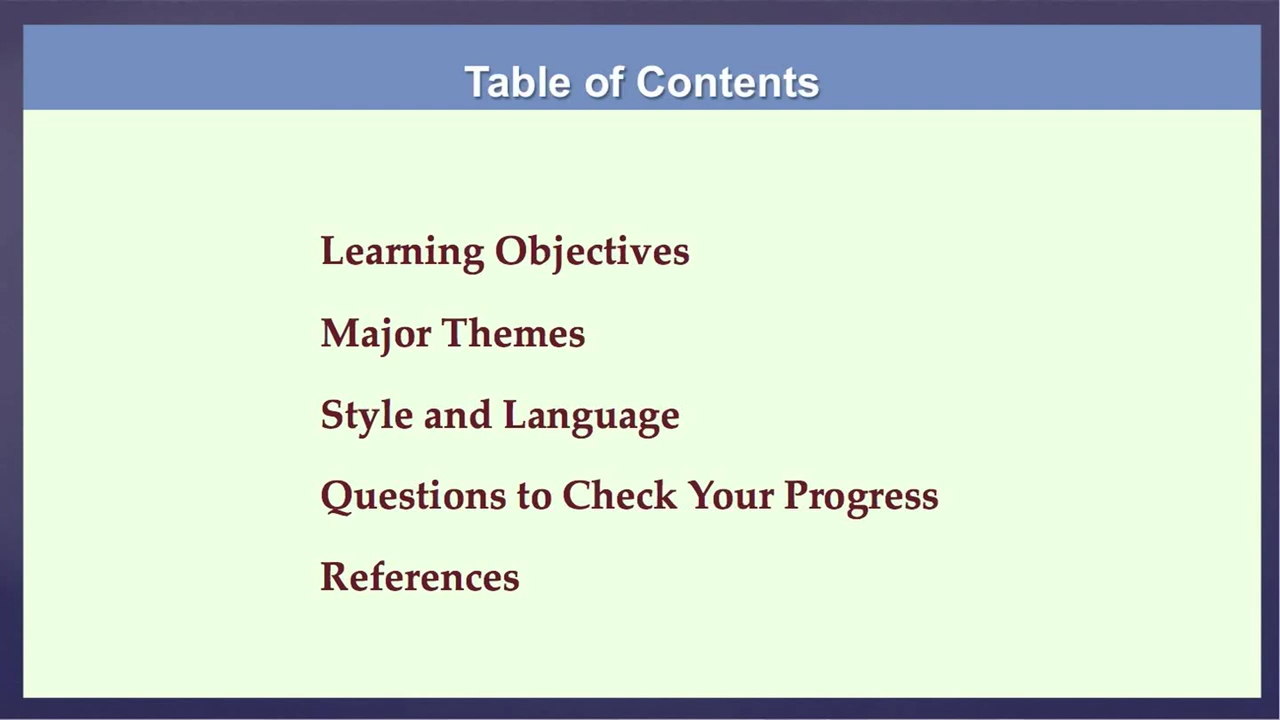 Table of Contents
Learning Objectives
Major Themes
Style and Language
Questions to Check Your Progress
References